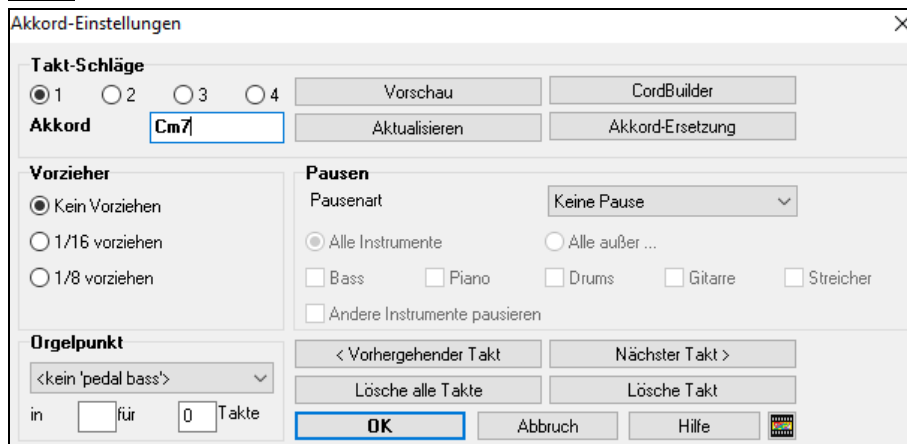 Akkord-Einstellungen
Takt-Schläge
1 2 3 4 Vorschau CordBuilder
Akkord Cm7 Aktualisieren Akkord-Ersetzung
Vorzieher Pausen
Kein Vorziehen Pausenart Keine Pause
1/16 vorziehen Alle Instrumente Alle außer ...
1/8 vorziehen Bass Piano Drums Gitarre Streicher
Andere Instrumente pausieren
Orgelpunkt < Vorhergehender Takt Nächster Takt >
<kein 'pedal bass'> Lösche alle Takte Lösche Takt
in für 0 Takte OK Abbruch Hilfe